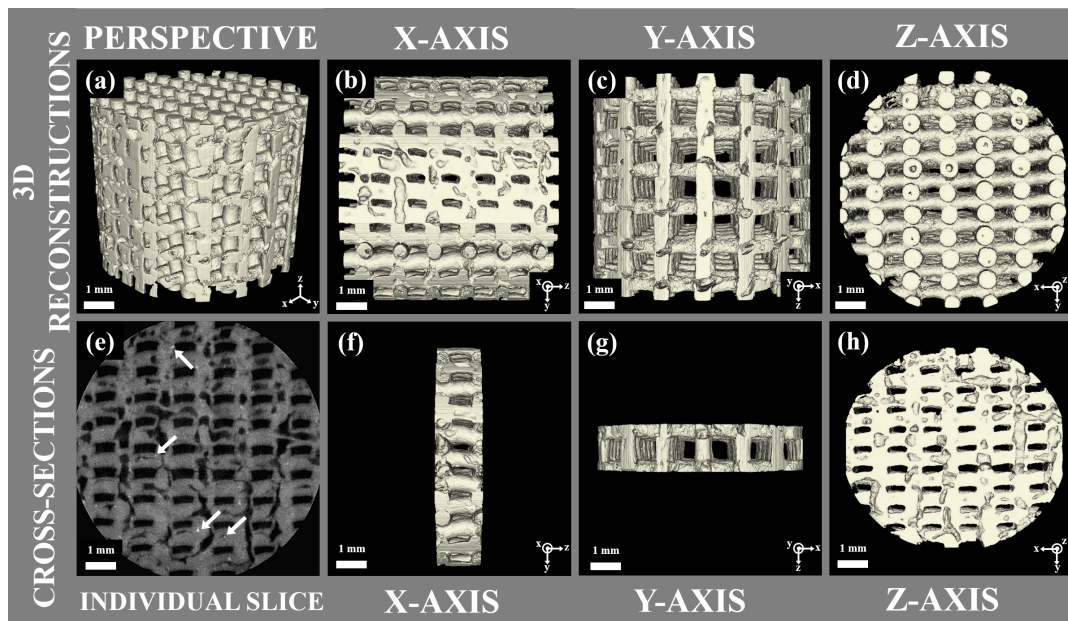 PERSPECTIVE X-AXIS Y-AXIS Z-AXIS
3D
RECONSTRUCTIONS
(a) (b) (c) (d)
z x y
x z y
y x z
z x y
1 mm 1 mm 1 mm 1 mm
CROSS-SECTIONS
(e) (f) (g) (h)
x z y
y x z
x z y
1 mm 1 mm 1 mm 1 mm
INDIVIDUAL SLICE X-AXIS Y-AXIS Z-AXIS